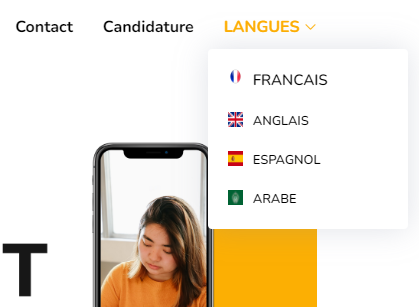 Contact Candidature LANGUES
FRANCAIS
ANGLAIS
ESPAGNOL
ARABE
T